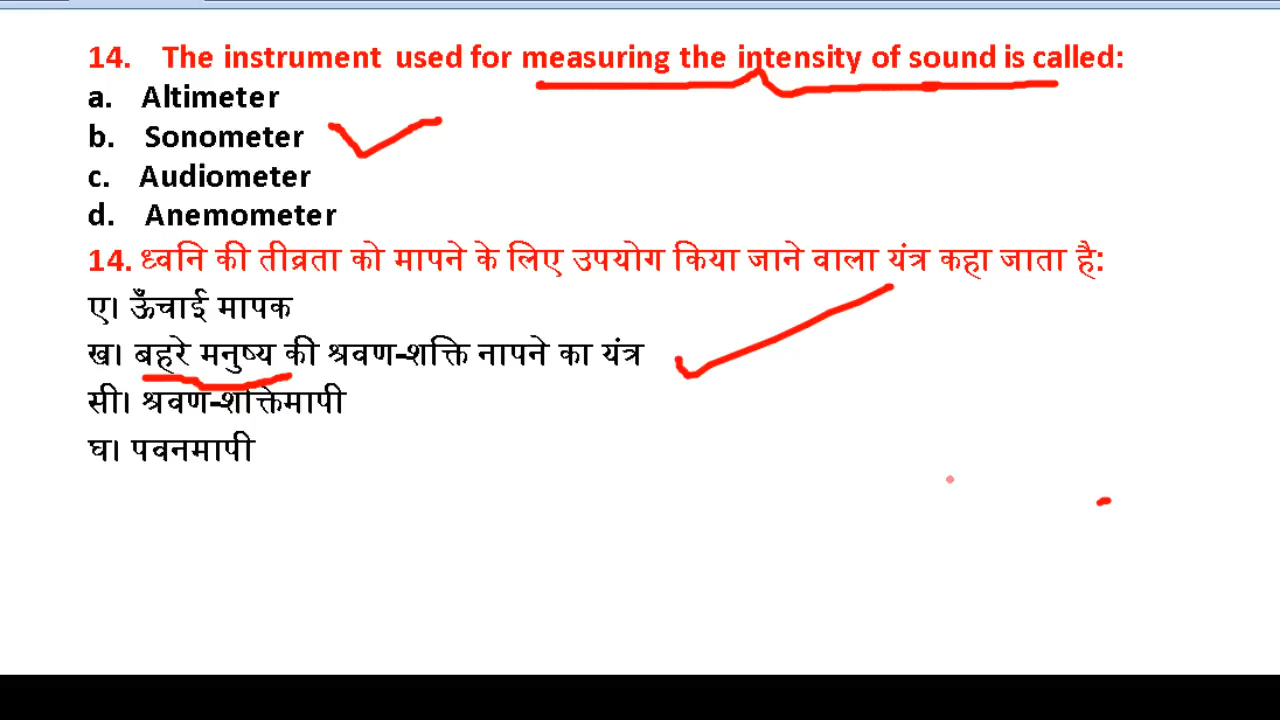 14. The instrument used for measuring the intensity of sound is called:
a. Altimeter
b. Sonometer
c. Audiometer
d. Anemometer
14. ध्वनि की तीव्रता को मापने के लिए उपयोग किया जाने वाला यंत्र कहा जाता है:
ए। ऊँचाई मापक
ख। बहरे मनुष्य की श्रवण-शक्ति नापने का यंत्र
सी। श्रवण-शक्तिमापी
घ। पवनमापी